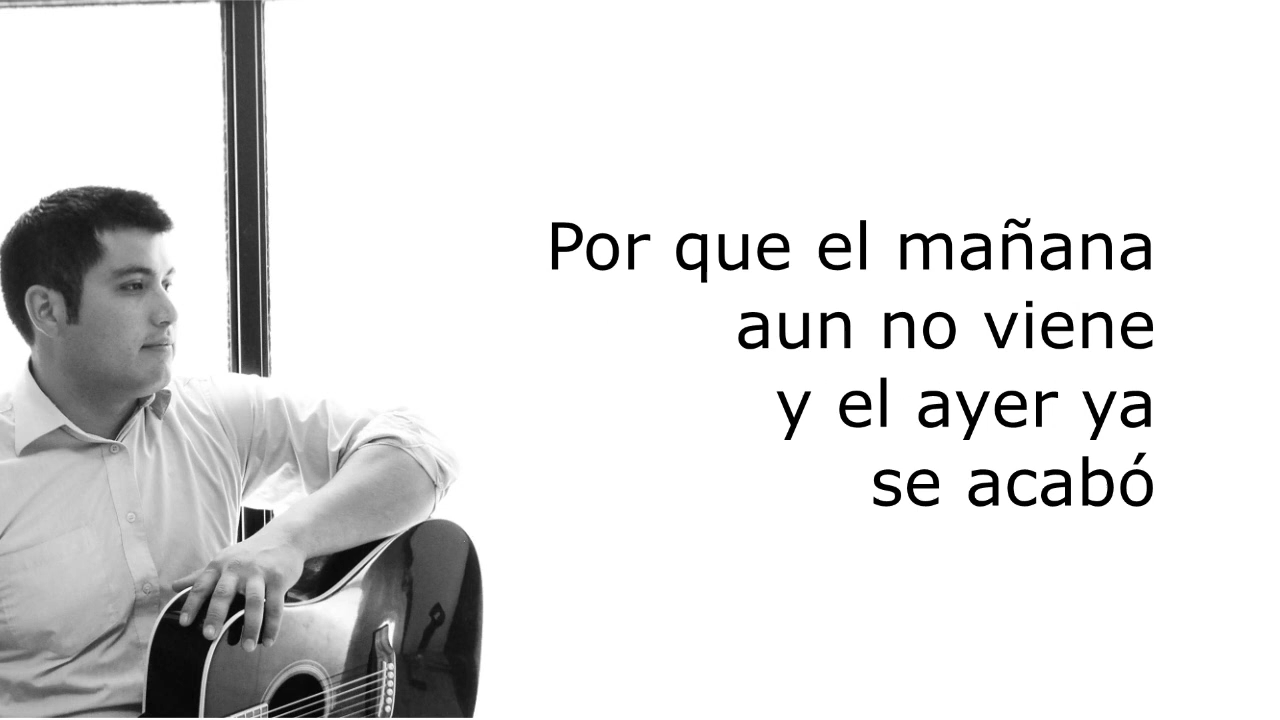 Por que el mañana
aun no viene
y el ayer ya
se acabó